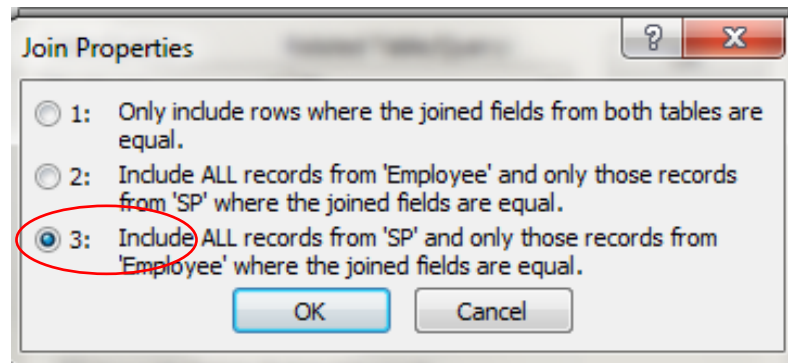 Join Properties
?
X
1: Only include rows where the joined fields from both tables are
equal.
2: Include ALL records from 'Employee' and only those records
from 'SP' where the joined fields are equal.
3: Include ALL records from 'SP' and only those records from
'Employee' where the joined fields are equal.
OK Cancel